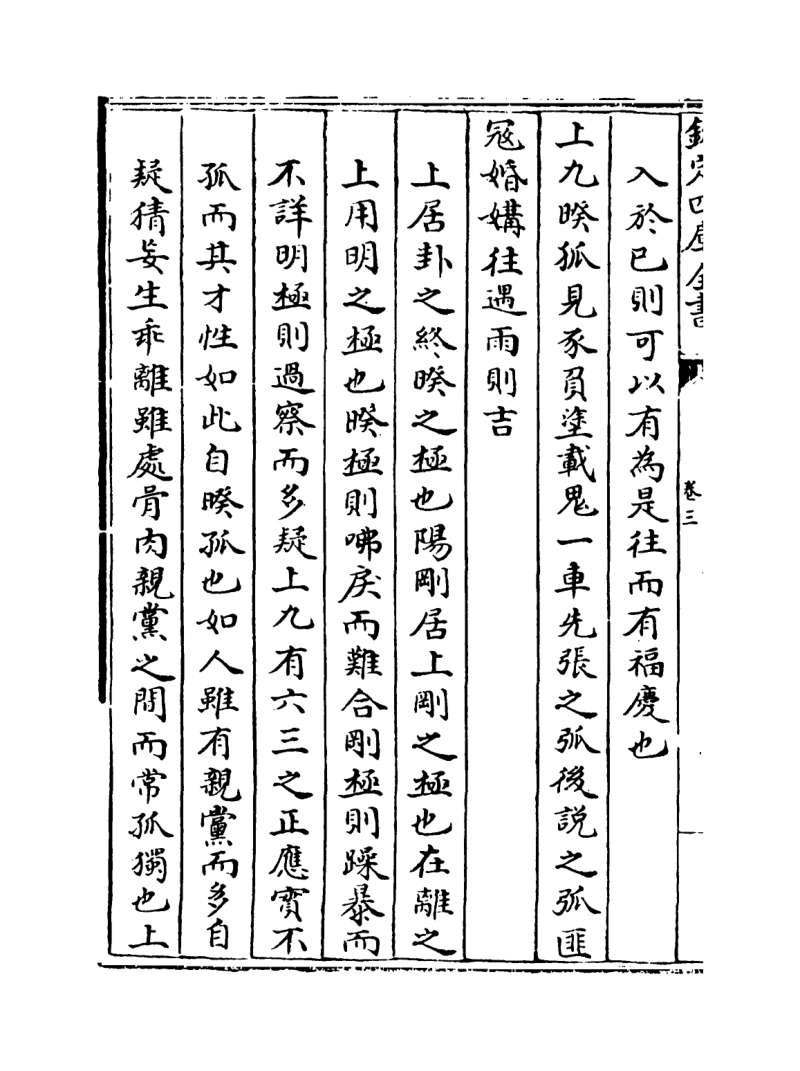 欽定四庫全書
卷三
入於已則可以有為是往而有福慶也
上九睽孤見豕負塗載鬼一車先張之弧後説之弧匪
冦婚媾往遇雨則吉
上居卦之終睽之極也陽剛居上剛之極也在離之
上用明之極也睽極則咈戾而難合剛極則躁暴而
不詳明極則過察而多疑上九有六三之正應實不
孤而其才性如此自睽孤也如人雖有親黨而多自
疑猜妄生乖離雖處骨肉親黨之間而常孤獨也上